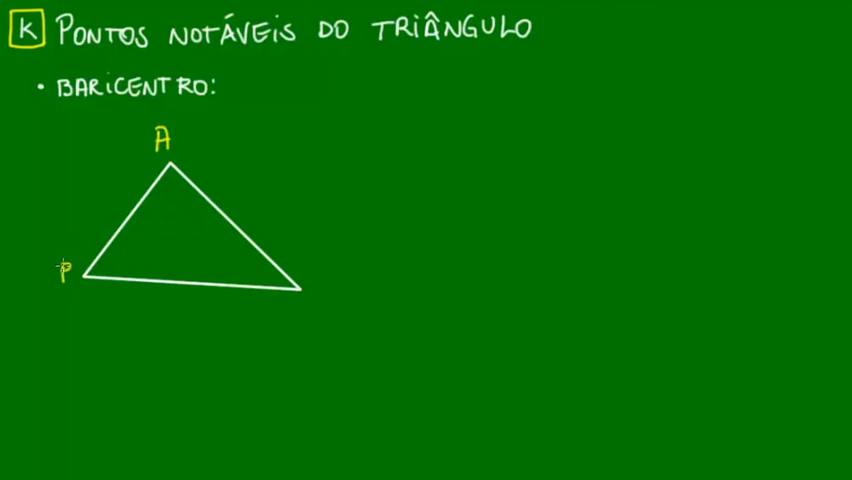 K PONTOS NOTÁVEIS DO TRIÂNGULO
• BARICENTRO:
A
P